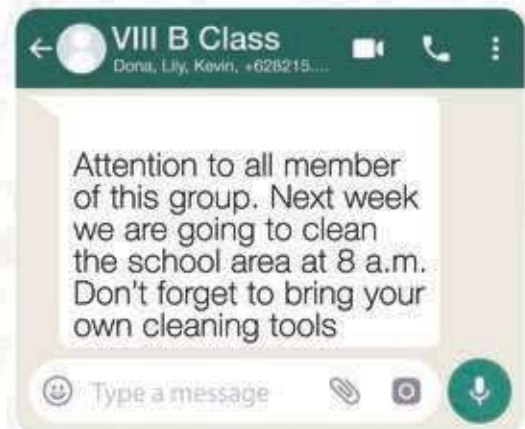 VIII B Class
Dona, Lily, Kevin, +628215....
Attention to all member
of this group. Next week
we are going to clean
the school area at 8 a.m.
Don't forget to bring your
own cleaning tools
Type a message